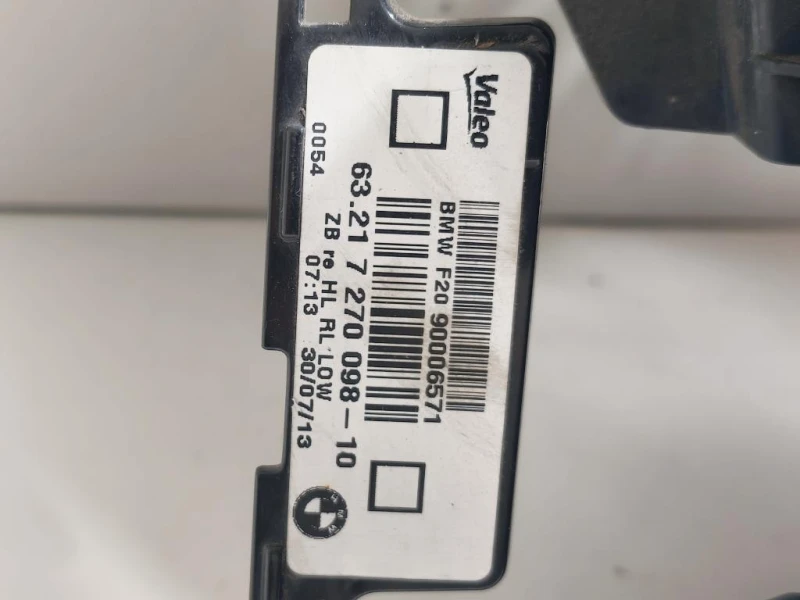 Valeo
BMW F20 90006571
63.21 7 270 098-10
ZB re HL RL LOW
0054 07:13 30/07/13
BMW